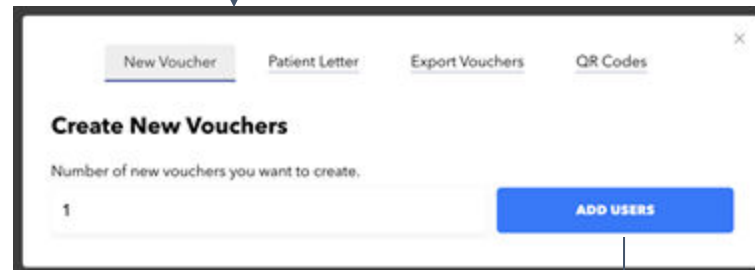 New Voucher Patient Letter Export Vouchers QR Codes
Create New Vouchers
Number of new vouchers you want to create.
1 ADD USERS